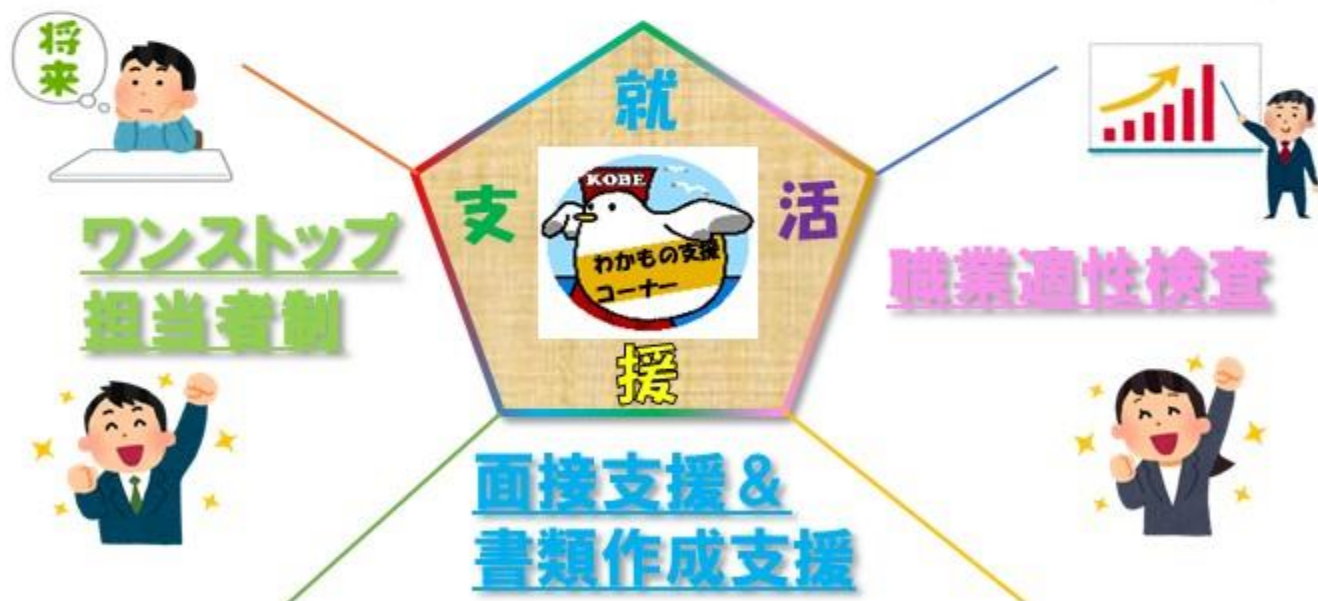 将来
就
活
支
援
KOBE
わかもの支援
コーナー
ワンストップ
担当者制
職業適性検査
面接支援&
書類作成支援